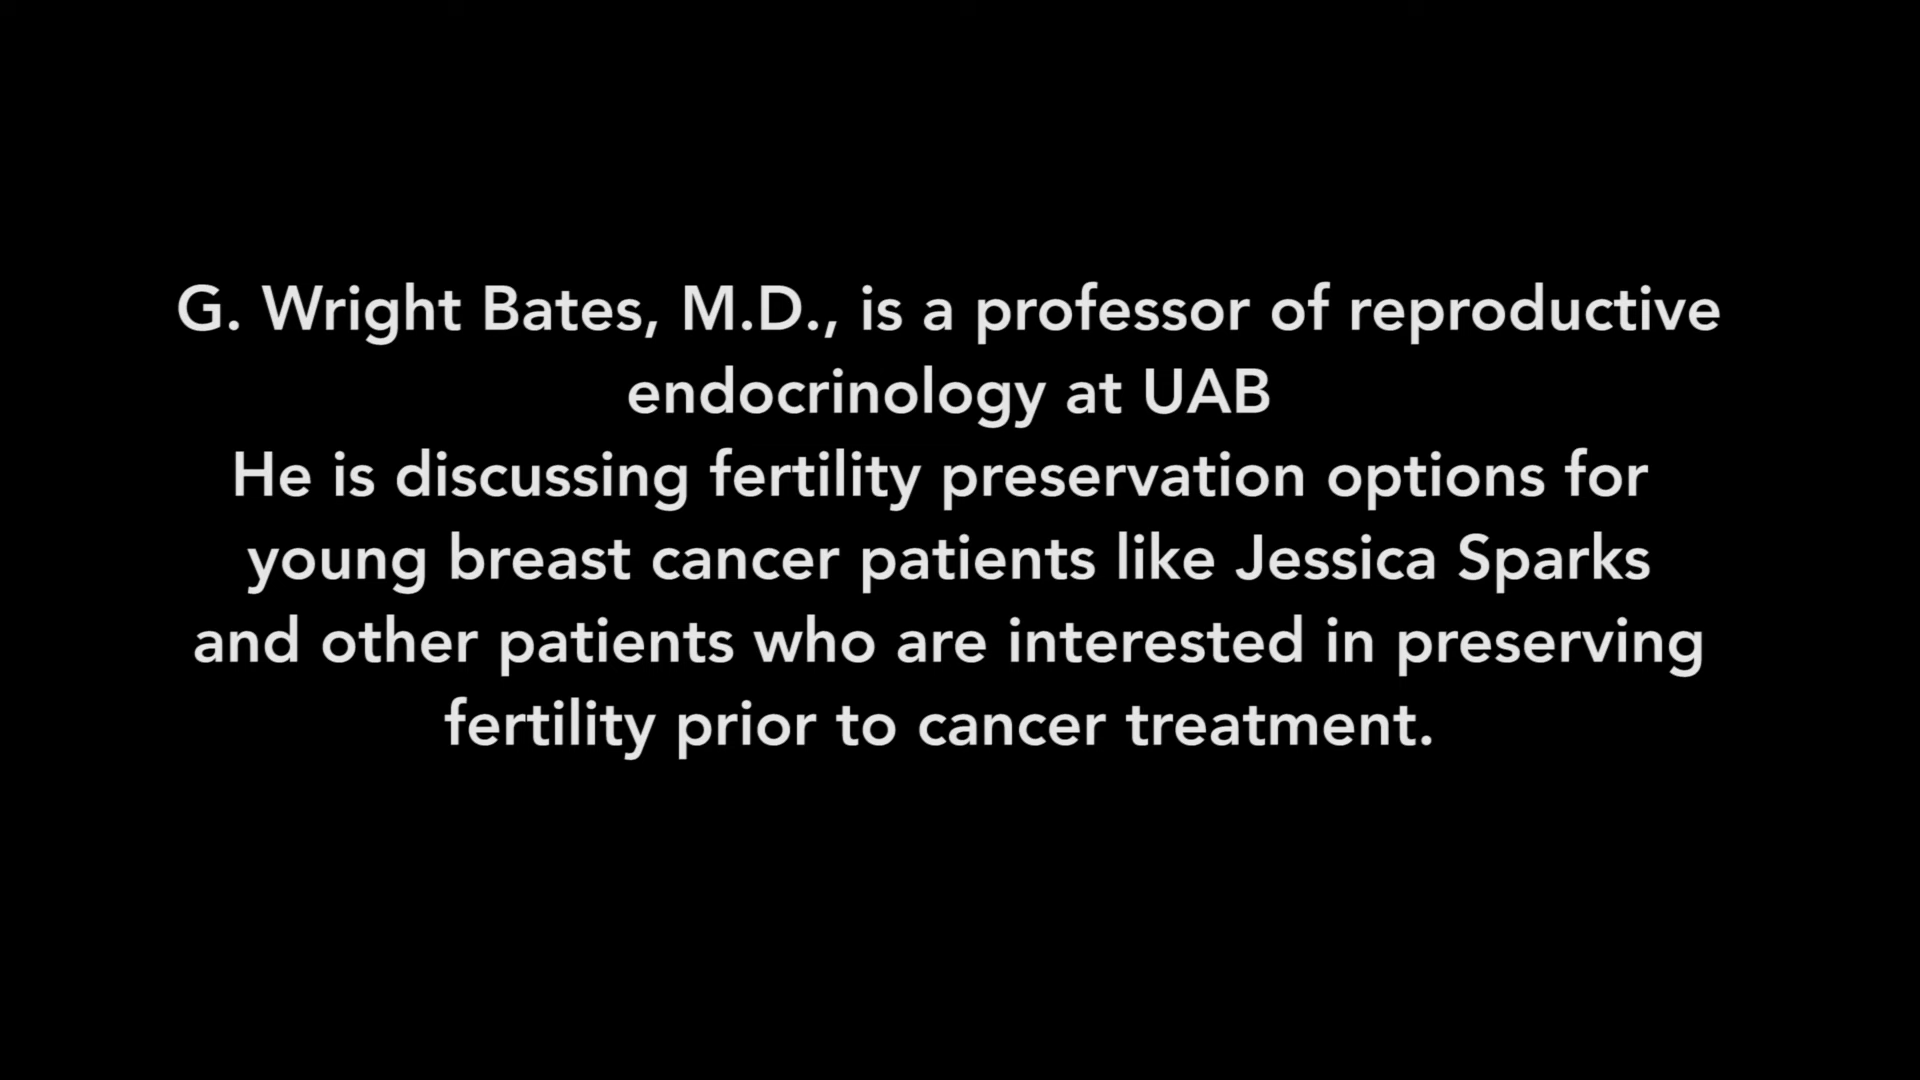 G. Wright Bates, M.D., is a professor of reproductive
endocrinology at UAB
He is discussing fertility preservation options for
young breast cancer patients like Jessica Sparks
and other patients who are interested in preserving
fertility prior to cancer treatment.